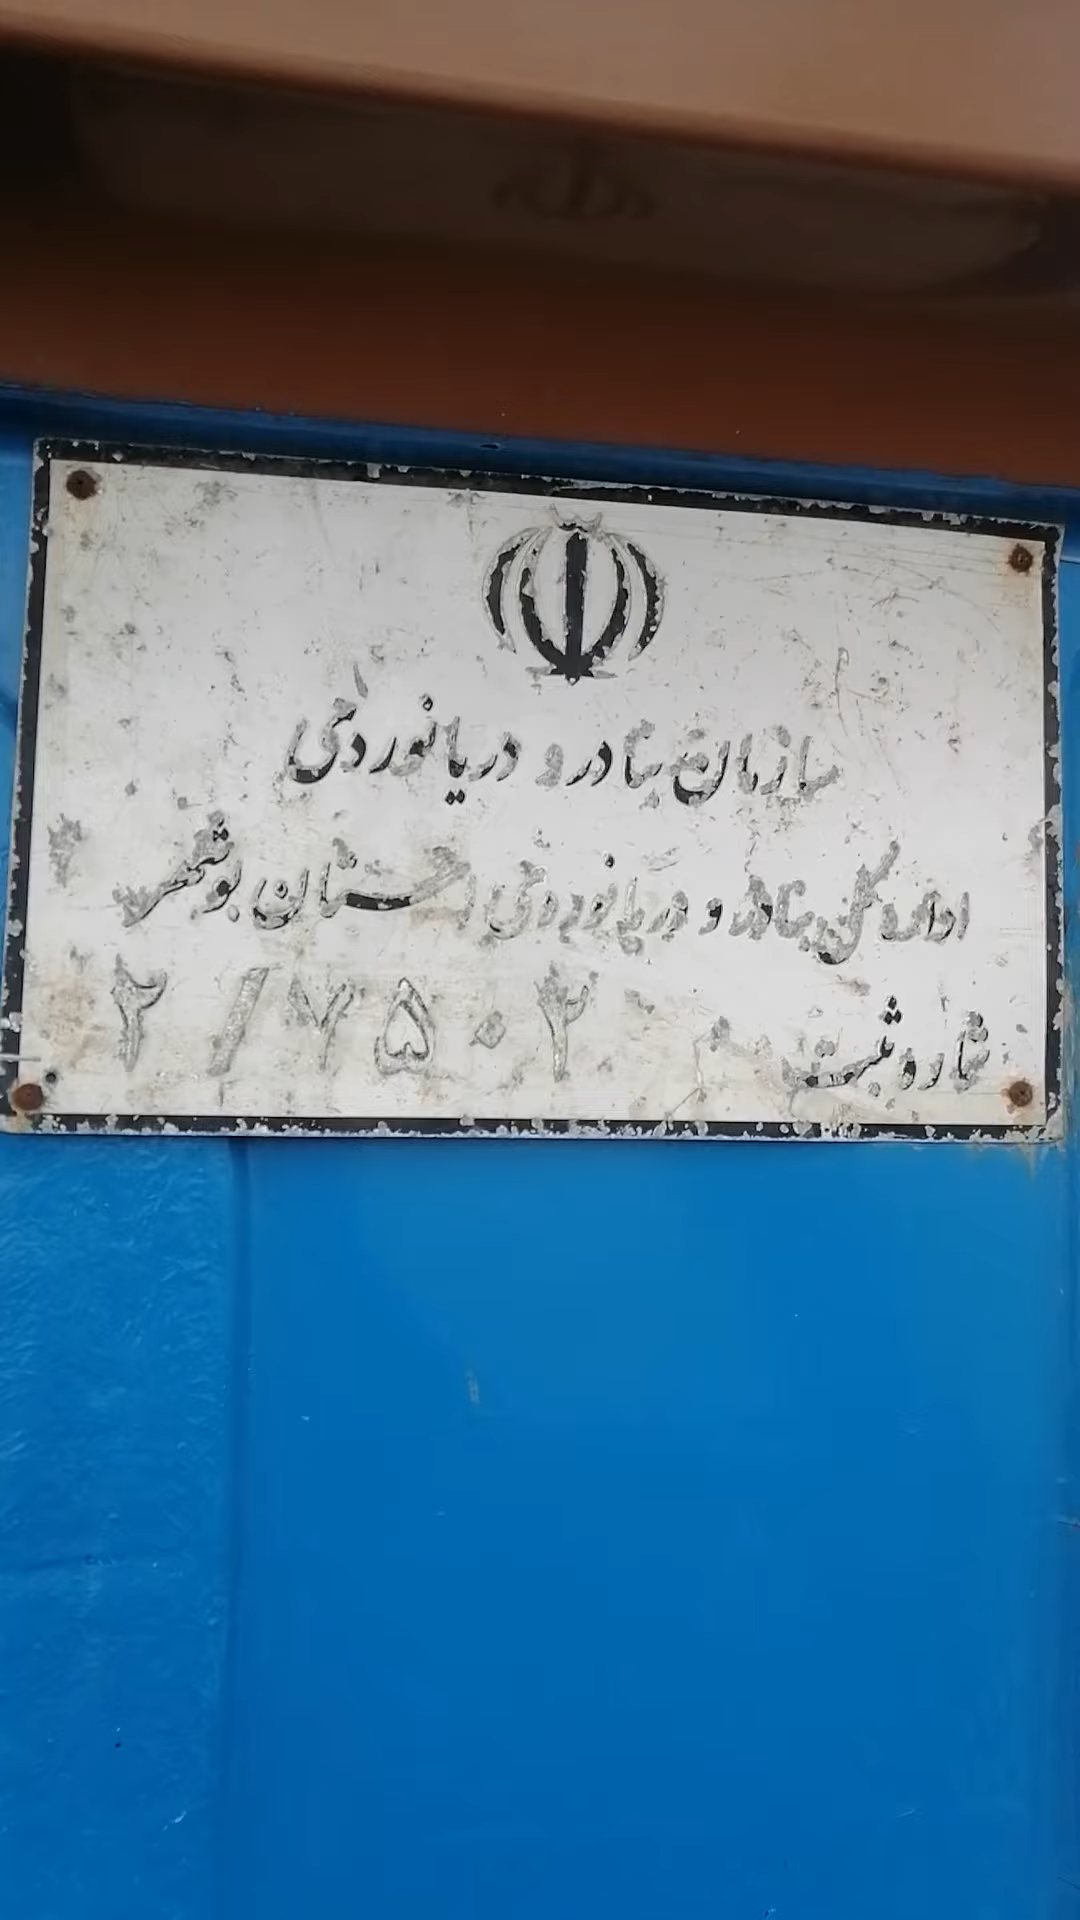 سازمان بنادر و دریانوردی
اداره کل بنادر و دریانوردی استان بوشهر
شماره ثبت ۲/۷۵۰۲